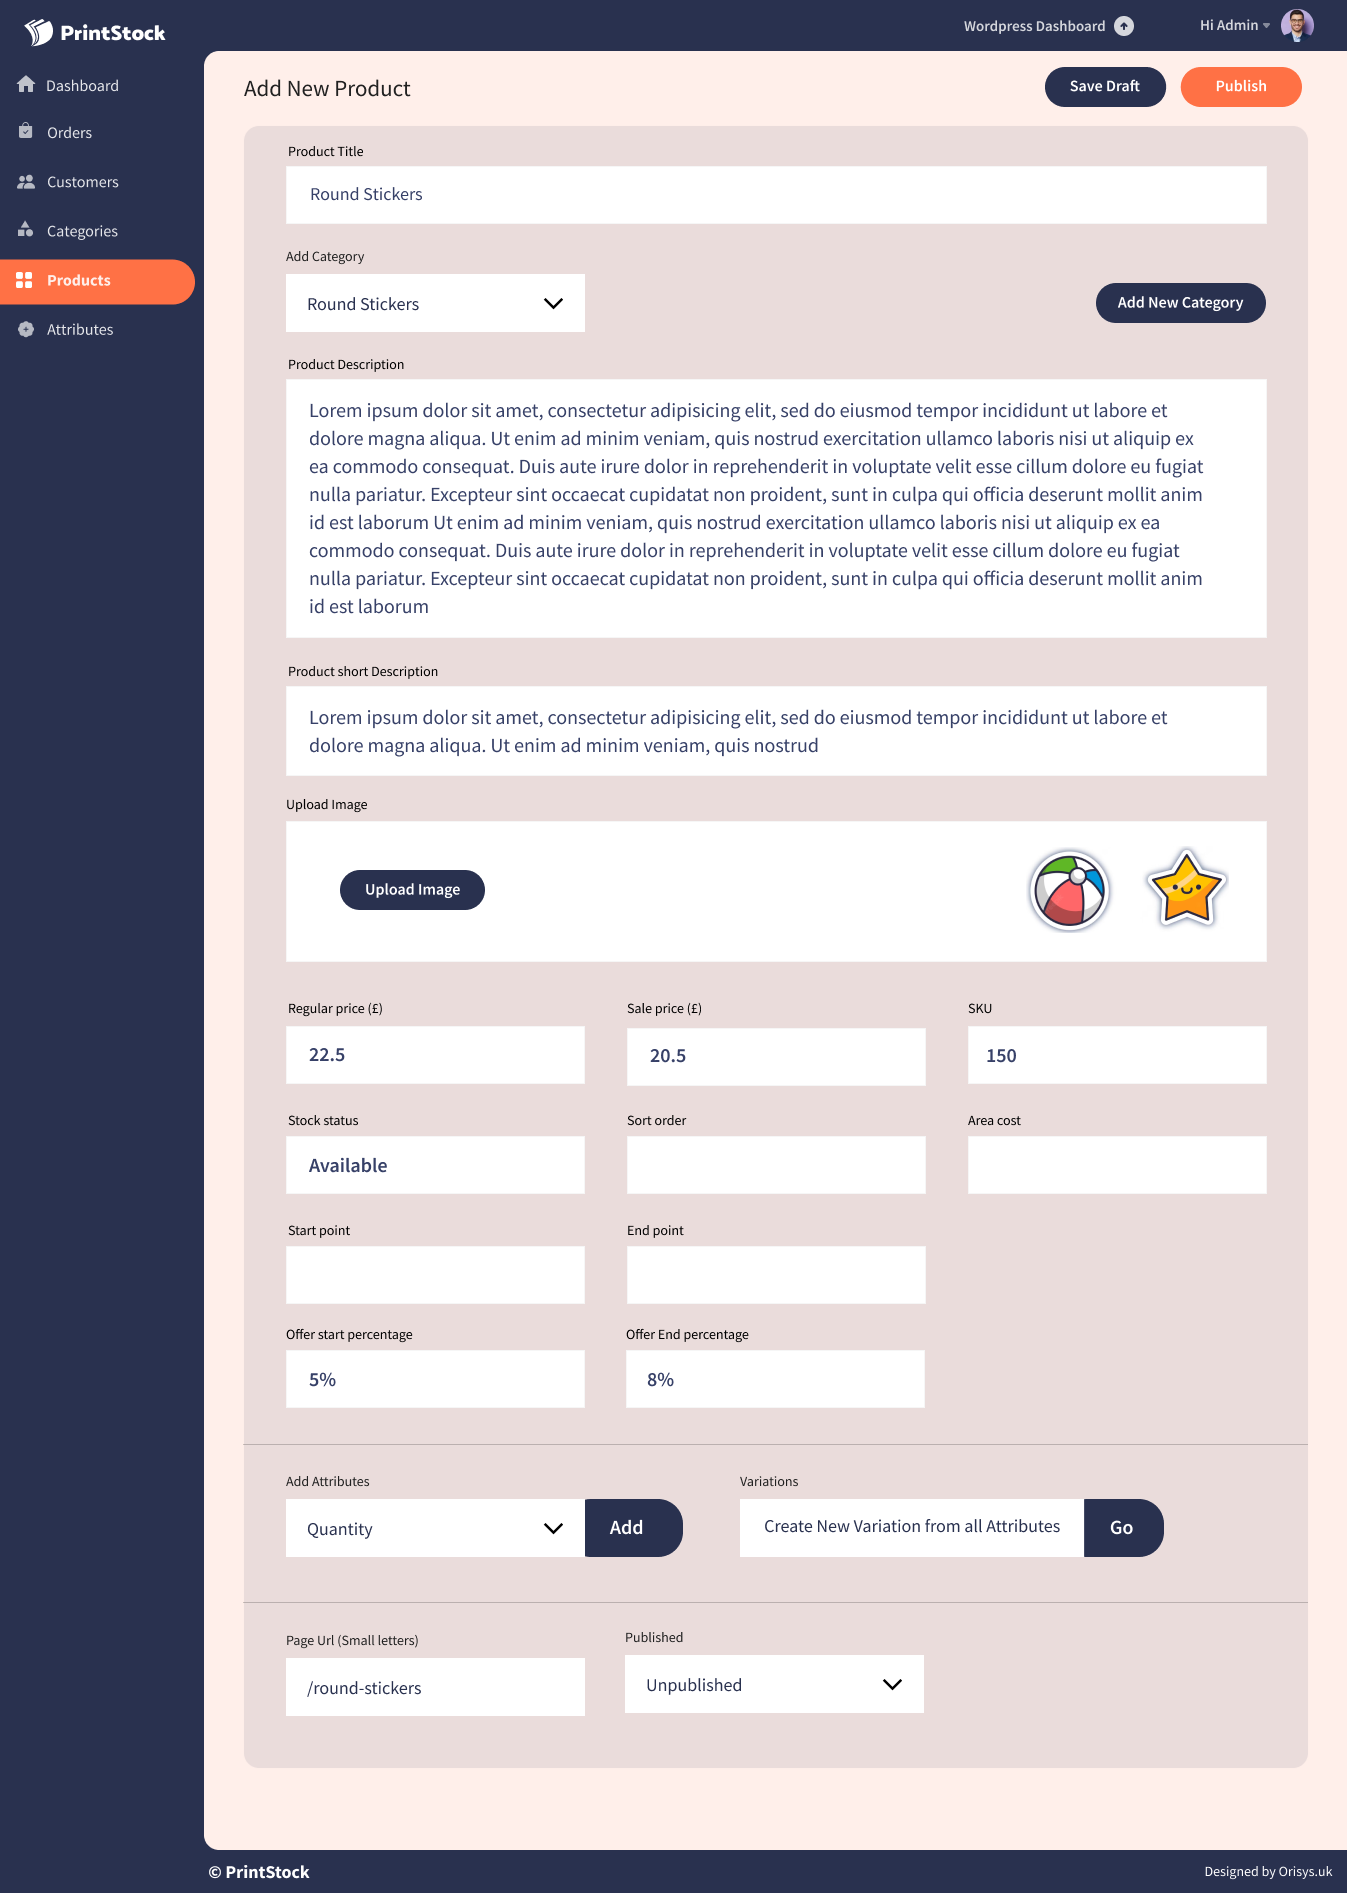 PrintStock
Wordpress Dashboard
Hi Admin
Dashboard
Orders
Customers
Categories
Products
Attributes
Add New Product
Save Draft
Publish
Product Title
Round Stickers
Add Category
Round Stickers
Add New Category
Product Description
Lorem ipsum dolor sit amet, consectetur adipisicing elit, sed do eiusmod tempor incididunt ut labore et
dolore magna aliqua. Ut enim ad minim veniam, quis nostrud exercitation ullamco laboris nisi ut aliquip ex
ea commodo consequat. Duis aute irure dolor in reprehenderit in voluptate velit esse cillum dolore eu fugiat
nulla pariatur. Excepteur sint occaecat cupidatat non proident, sunt in culpa qui officia deserunt mollit anim
id est laborum Ut enim ad minim veniam, quis nostrud exercitation ullamco laboris nisi ut aliquip ex ea
commodo consequat. Duis aute irure dolor in reprehenderit in voluptate velit esse cillum dolore eu fugiat
nulla pariatur. Excepteur sint occaecat cupidatat non proident, sunt in culpa qui officia deserunt mollit anim
id est laborum
Product short Description
Lorem ipsum dolor sit amet, consectetur adipisicing elit, sed do eiusmod tempor incididunt ut labore et
dolore magna aliqua. Ut enim ad minim veniam, quis nostrud
Upload Image
Upload Image
Regular price (£)
Sale price (£)
SKU
22.5
20.5
150
Stock status
Sort order
Area cost
Available
Start point
End point
Offer start percentage
Offer End percentage
5%
8%
Add Attributes
Variations
Quantity
Add
Create New Variation from all Attributes
Go
Page Url (Small letters)
Published
/round-stickers
Unpublished
© PrintStock
Designed by Orisys.uk